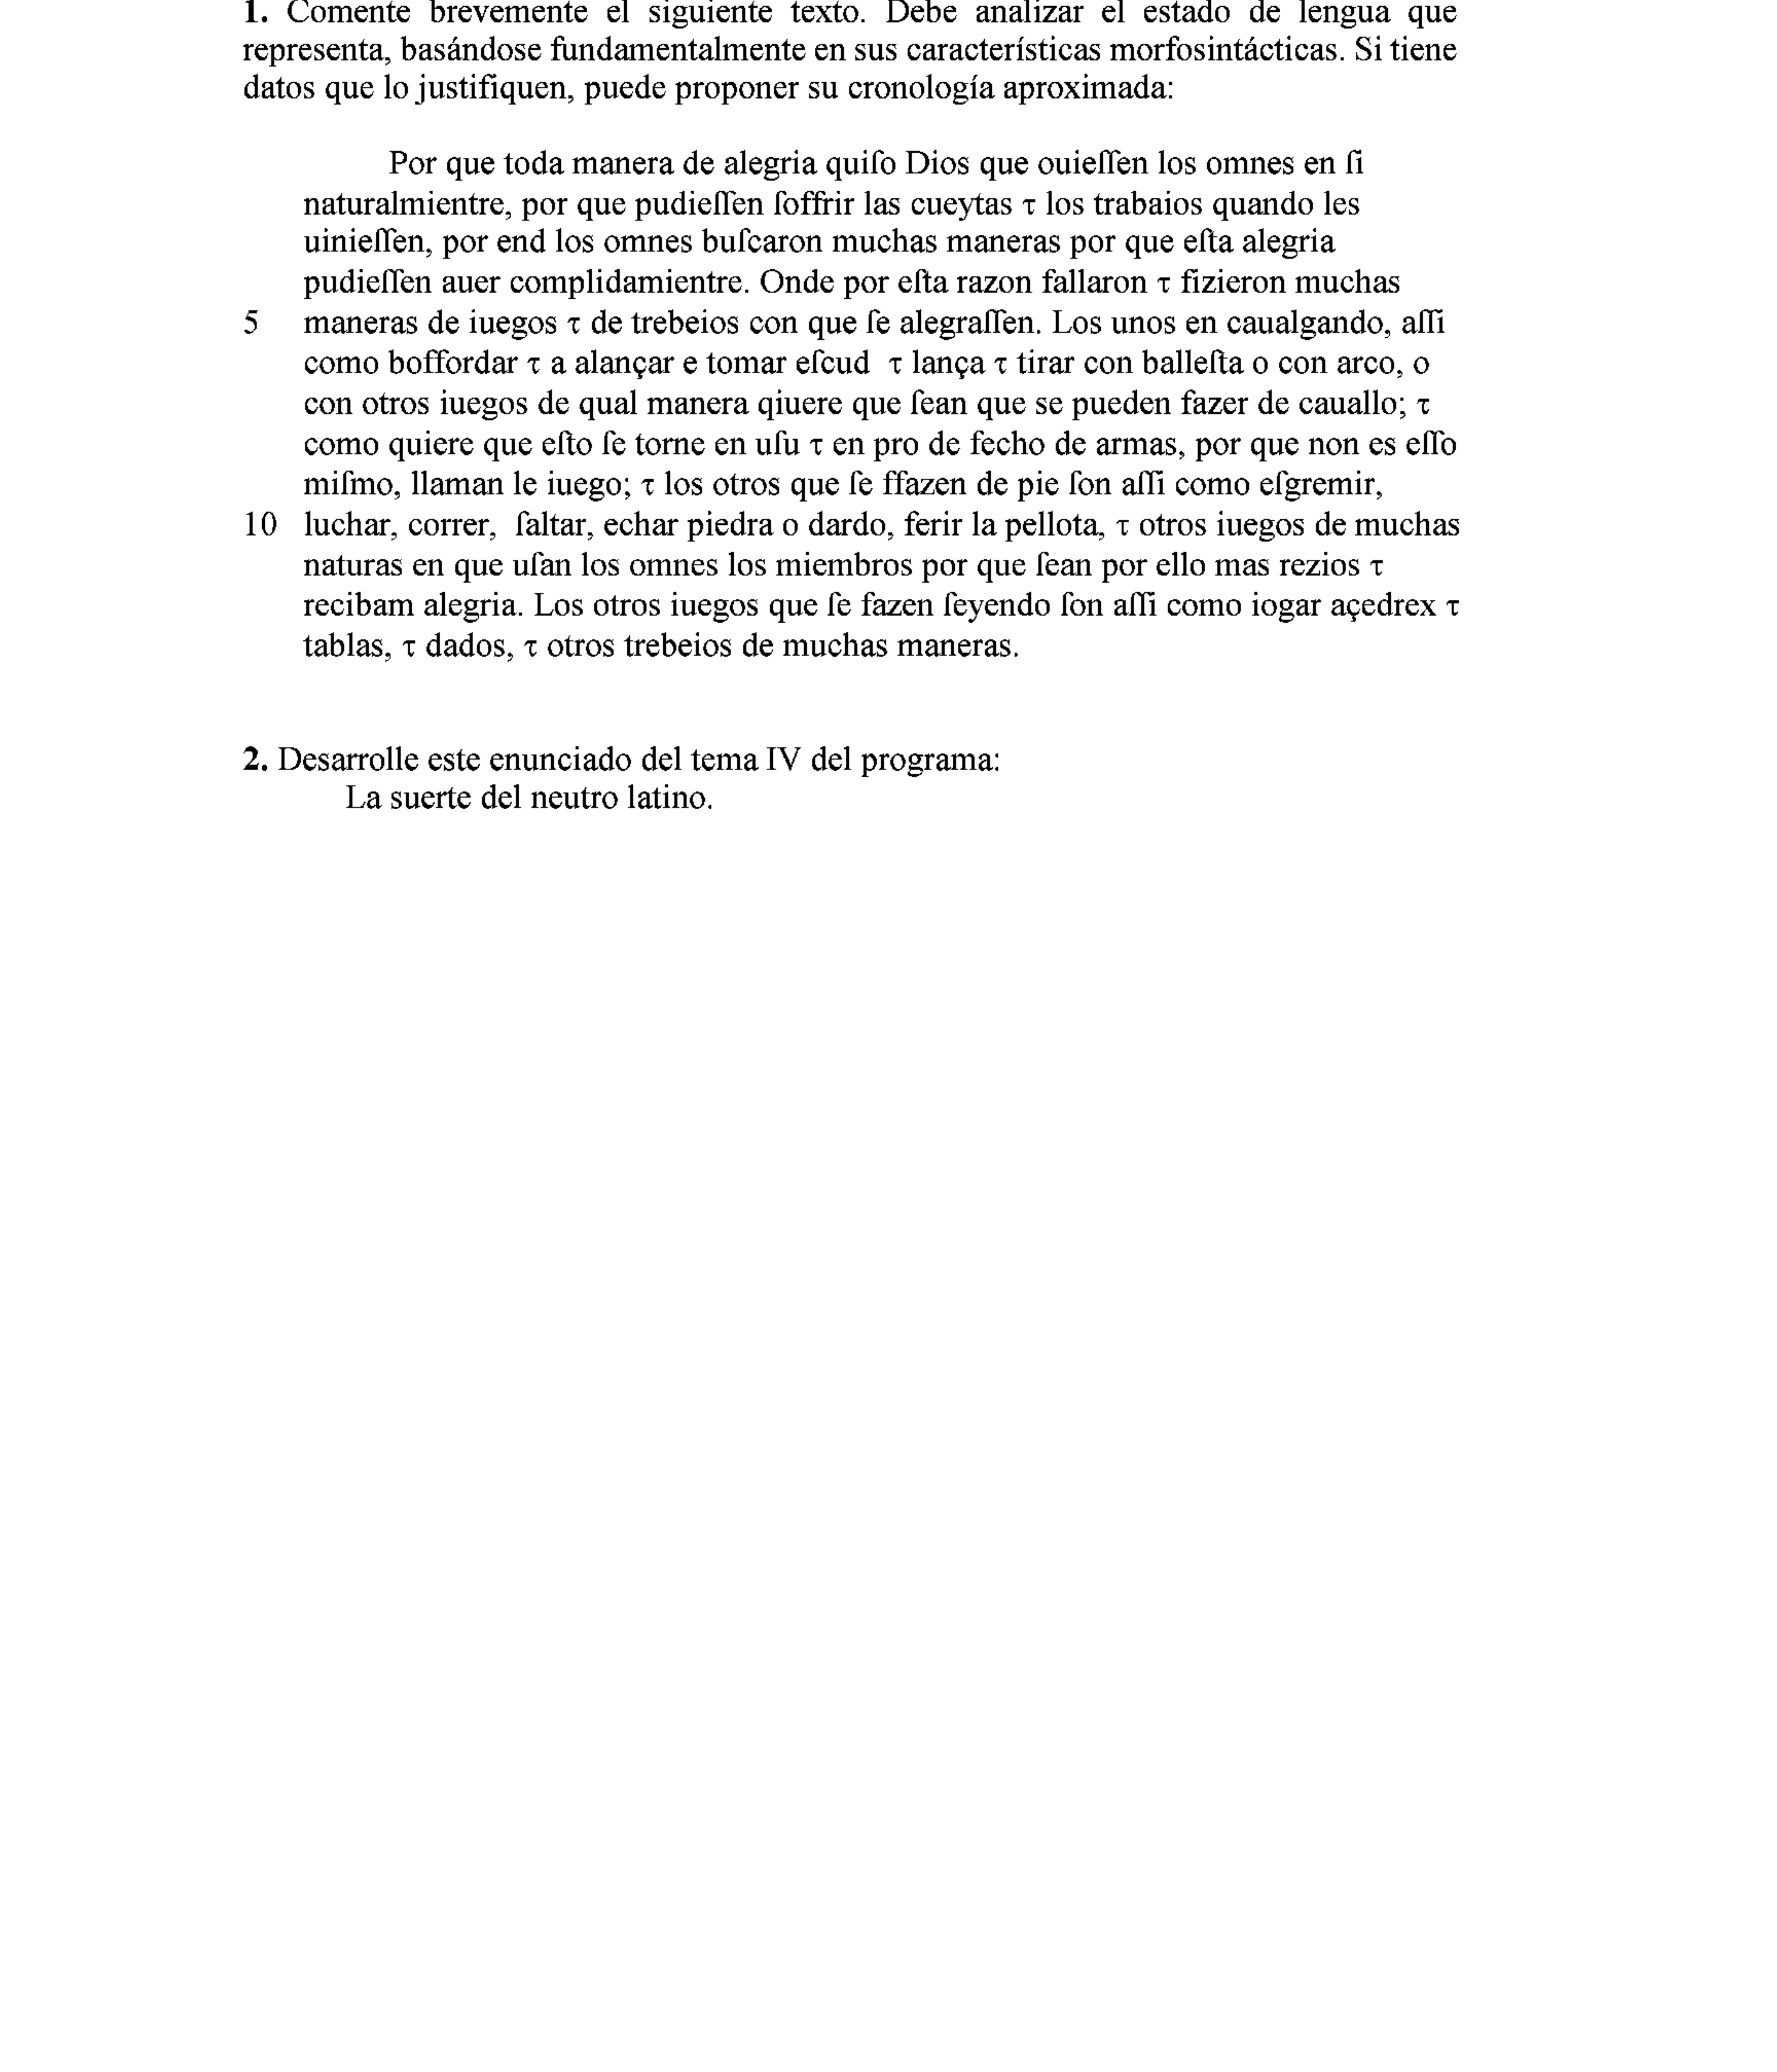 1. Comente brevemente el siguiente texto. Debe analizar el estado de lengua que
representa, basándose fundamentalmente en sus características morfosintácticas. Si tiene
datos que lo justifiquen, puede proponer su cronología aproximada:
Por que toda manera de alegria quiſo Dios que ouieſſen los omnes en ſi
naturalmientre, por que pudieſſen ſoffrir las cueytas τ los trabaios quando les
uinieſſen, por end los omnes buſcaron muchas maneras por que eſta alegria
pudieſſen auer complidamientre. Onde por eſta razon fallaron τ fizieron muchas
5 maneras de iuegos τ de trebeios con que ſe alegraſſen. Los unos en caualgando, aſſi
como boffordar τ a alançar e tomar eſcud τ lança τ tirar con balleſta o con arco, o
con otros iuegos de qual manera qiuere que ſean que se pueden fazer de cauallo; τ
como quiere que eſto ſe torne en uſu τ en pro de fecho de armas, por que non es eſſo
miſmo, llaman le iuego; τ los otros que ſe ffazen de pie ſon aſſi como eſgremir,
10 luchar, correr, ſaltar, echar piedra o dardo, ferir la pellota, τ otros iuegos de muchas
naturas en que uſan los omnes los miembros por que ſean por ello mas rezios τ
recibam alegria. Los otros iuegos que ſe fazen ſeyendo ſon aſſi como iogar açedrex τ
tablas, τ dados, τ otros trebeios de muchas maneras.
2. Desarrolle este enunciado del tema IV del programa:
La suerte del neutro latino.